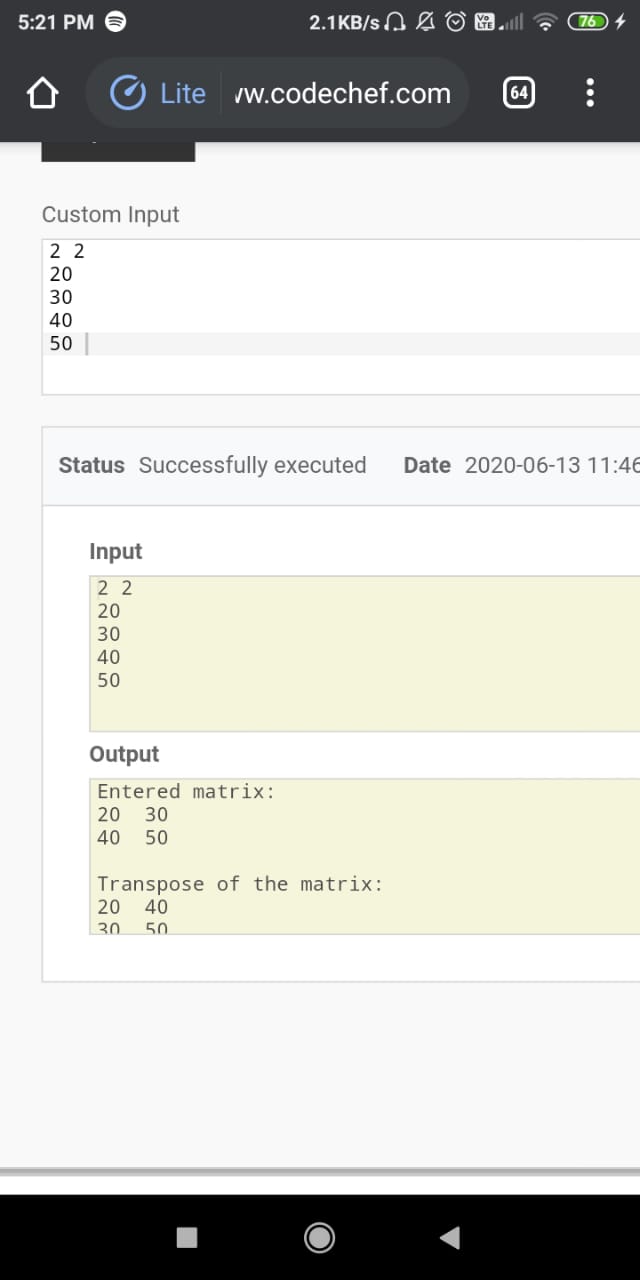 5:21 PM 2.1KB/s Vo LTE 76
Lite vw.codechef.com 64
Custom Input
2 2
20
30
40
50
Status Successfully executed Date 2020-06-13 11:46
Input
2 2
20
30
40
50
Output
Entered matrix:
20 30
40 50
Transpose of the matrix:
20 40
30 50